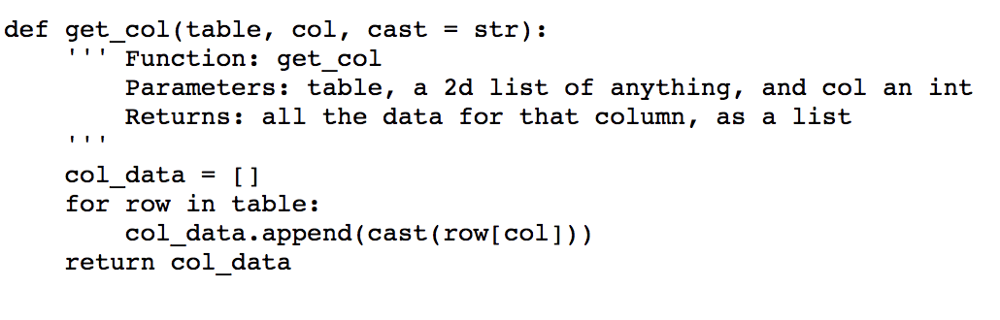 def get_col(table, col, cast = str):
    ''' Function: get_col
        Parameters: table, a 2d list of anything, and col an int
        Returns: all the data for that column, as a list
    '''
    col_data = []
    for row in table:
        col_data.append(cast(row[col]))
    return col_data